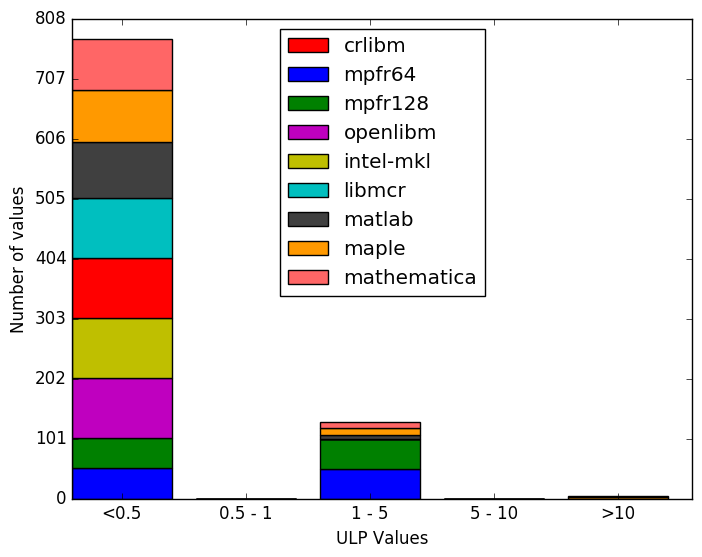 808
707
606
505
404
303
202
101
0
Number of values
crlibm
mpfr64
mpfr128
openlibm
intel-mkl
libmcr
matlab
maple
mathematica
<0.5
0.5 - 1
1 - 5
5 - 10
>10
ULP Values